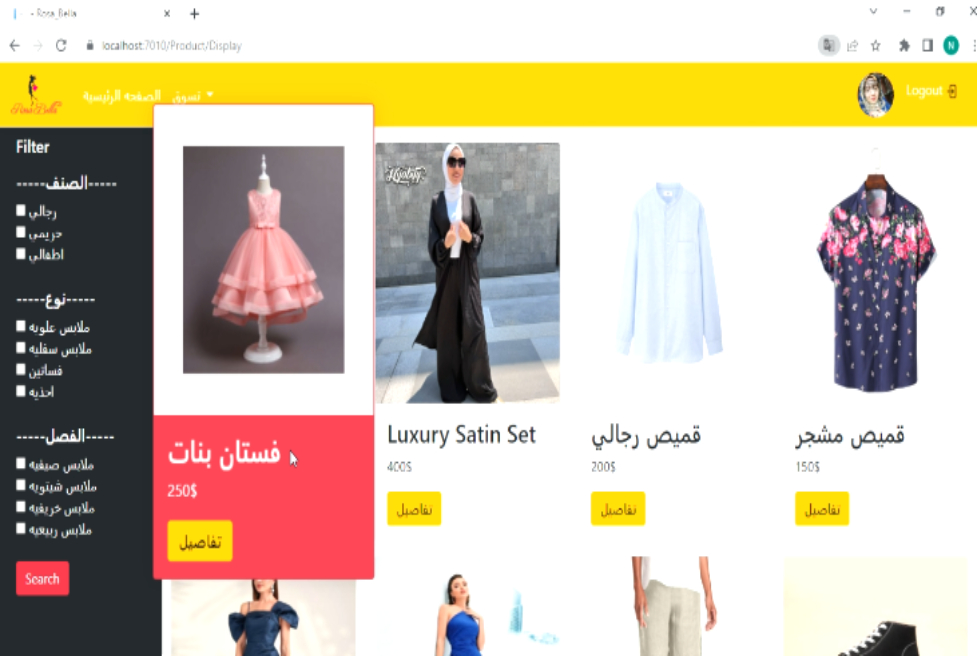 - Rosa_Bella
localhost:7010/Product/Display
N
Rosa Bella
الصفحه الرئيسية
تسوق
Logout
Filter
-----الصنف-----
رجالي
حريمي
اطفالي
-----نوع-----
ملابس علويه
ملابس سفليه
فساتين
احذيه
-----الفصل-----
ملابس صيفيه
ملابس شيتويه
ملابس خريفيه
ملابس ربيعيه
Search
فستان بنات
250$
تفاصيل
Luxury Satin Set
400$
تفاصيل
قميص رجالي
200$
تفاصيل
قميص مشجر
150$
تفاصيل